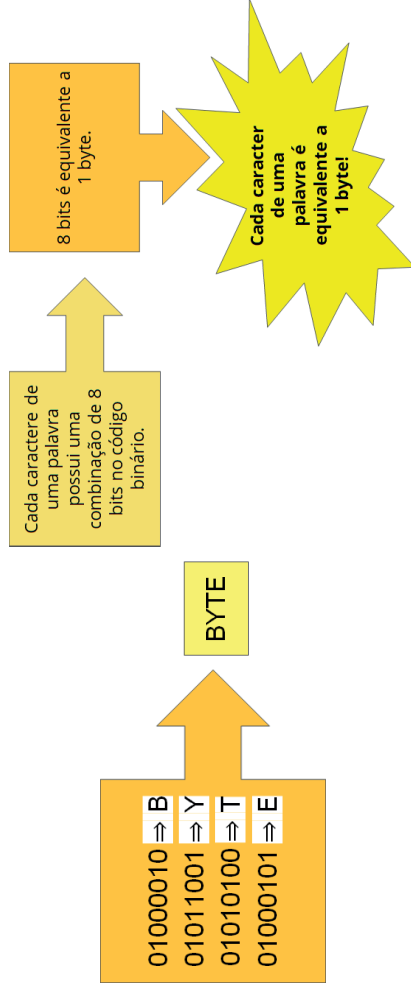 01000010 ⇒ B
01011001 ⇒ Y
01010100 ⇒ T
01000101 ⇒ E
BYTE
Cada caractere de
uma palavra
possui uma
combinação de 8
bits no código
binário.
8 bits é equivalente a
1 byte.
Cada caracter
de uma
palavra é
equivalente a
1 byte!